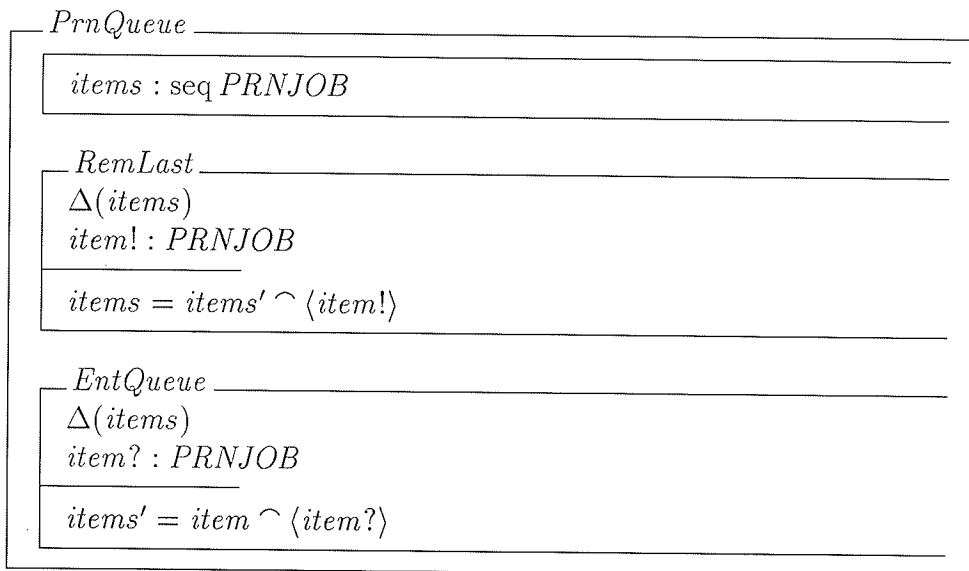 PrnQueue
items : seq PRNJOB
RemLast
Δ(items)
item! : PRNJOB
items = items′ ⌢ ⟨item!⟩
EntQueue
Δ(items)
item? : PRNJOB
items′ = item ⌢ ⟨item?⟩